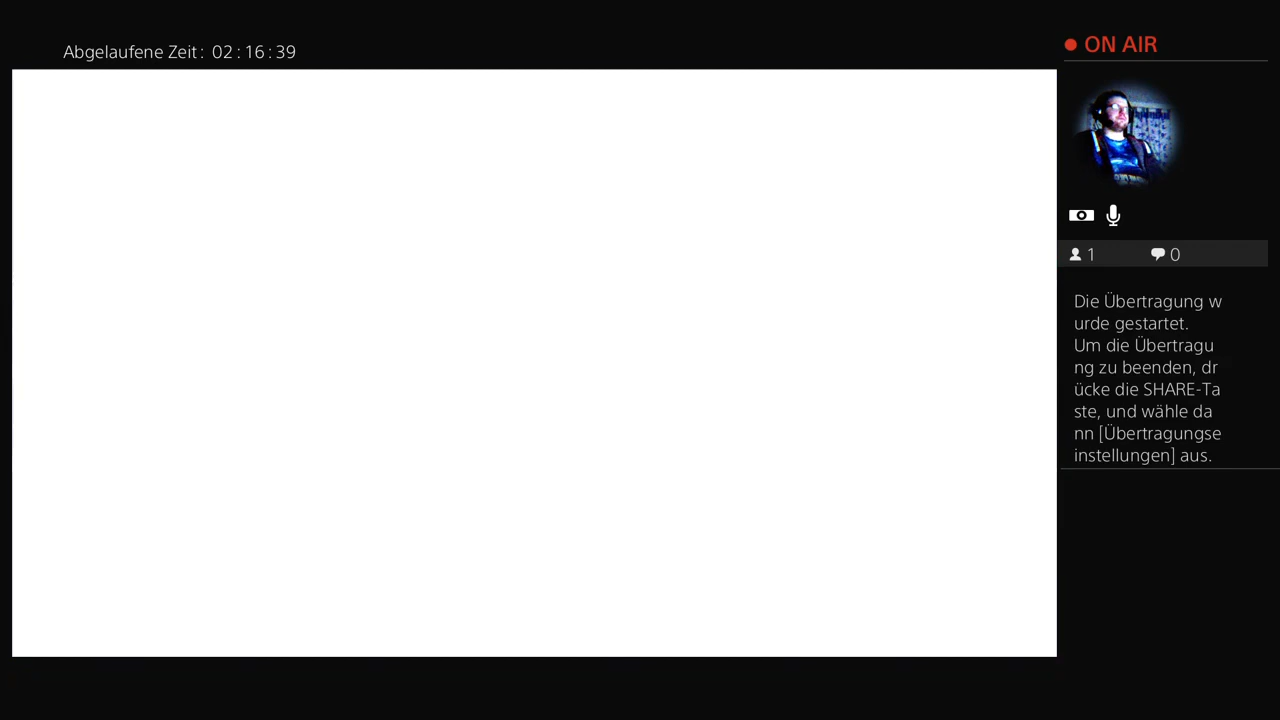 Abgelaufene Zeit: 02:16:39
ON AIR
1 0
Die Übertragung w
urde gestartet.
Um die Übertragu
ng zu beenden, dr
ücke die SHARE-Ta
ste, und wähle da
nn [Übertragungse
instellungen] aus.